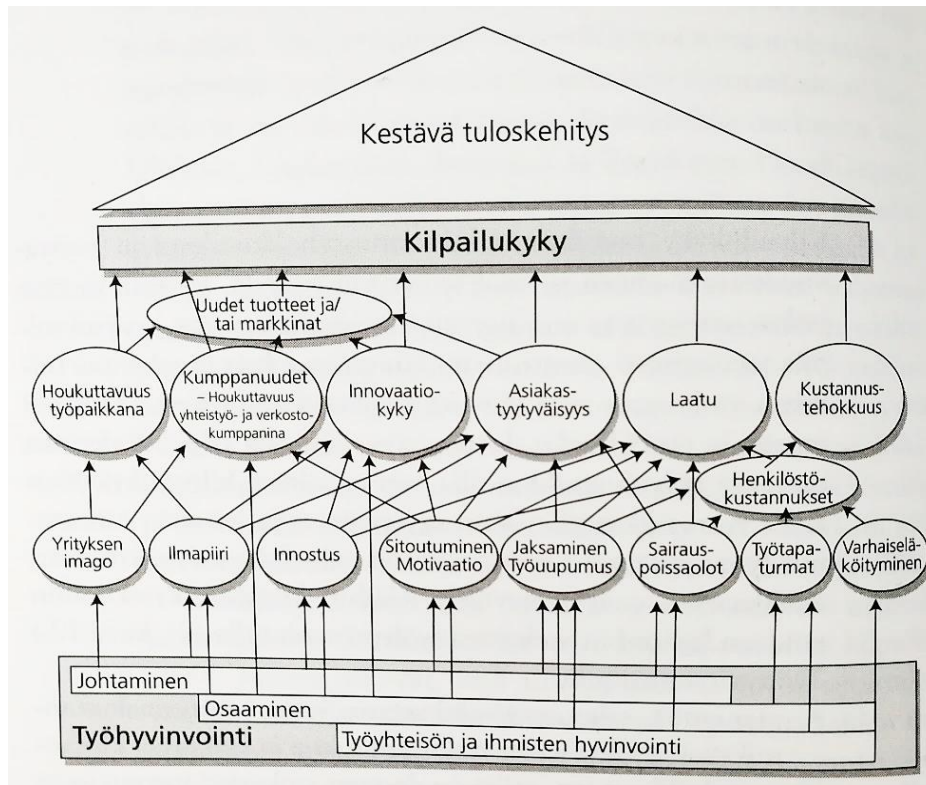 Kestävä tuloskehitys
Kilpailukyky
Uudet tuotteet ja/
tai markkinat
Houkuttavuus
työpaikkana
Kumppanuudet
– Houkuttavuus
yhteistyö- ja verkosto-
kumppanina
Innovaatio-
kyky
Asiakas-
tyytyväisyys
Laatu
Kustannus-
tehokkuus
Henkilöstö-
kustannukset
Yrityksen
imago
Ilmapiiri
Innostus
Sitoutuminen
Motivaatio
Jaksaminen
Työuupumus
Sairaus-
poissaolot
Työtapa-
turmat
Varhaiselä-
köityminen
Johtaminen
Osaaminen
Työhyvinvointi
Työyhteisön ja ihmisten hyvinvointi